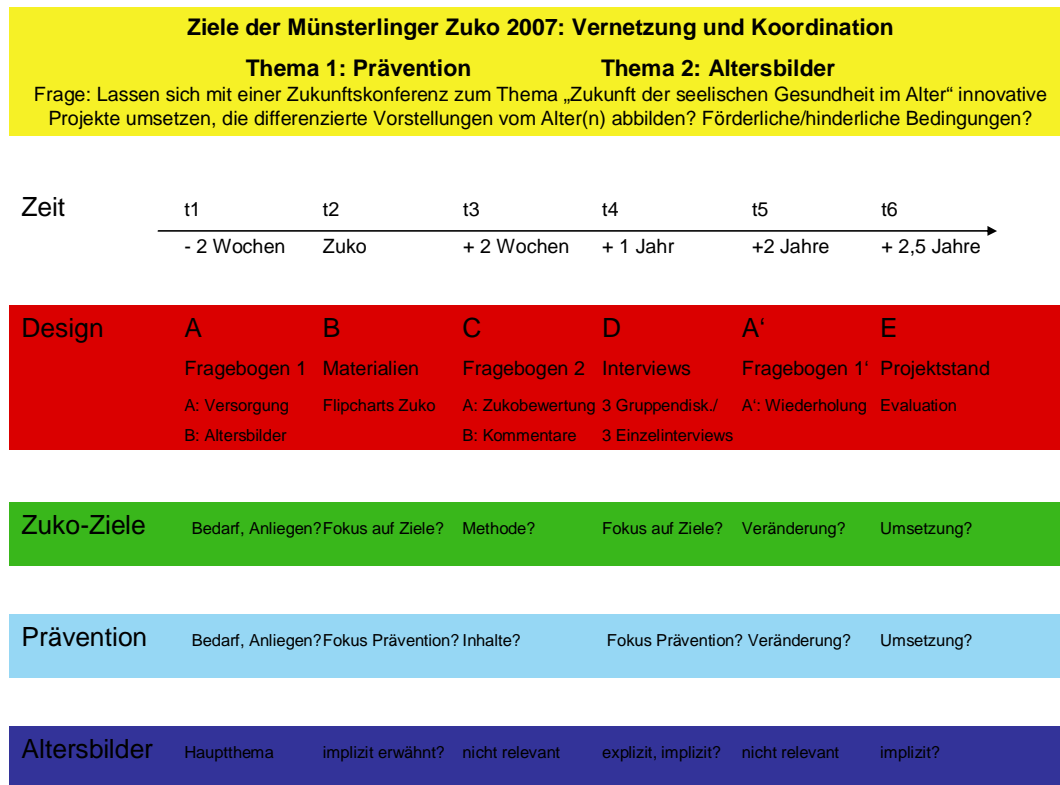 Ziele der Münsterlinger Zuko 2007: Vernetzung und Koordination
Thema 1: Prävention Thema 2: Altersbilder
Frage: Lassen sich mit einer Zukunftskonferenz zum Thema „Zukunft der seelischen Gesundheit im Alter“ innovative
Projekte umsetzen, die differenzierte Vorstellungen vom Alter(n) abbilden? Förderliche/hinderliche Bedingungen?
Zeit t1 t2 t3 t4 t5 t6
- 2 Wochen Zuko + 2 Wochen + 1 Jahr +2 Jahre + 2,5 Jahre
Design A B C D A‘ E
Fragebogen 1 Materialien Fragebogen 2 Interviews Fragebogen 1‘ Projektstand
A: Versorgung Flipcharts Zuko A: Zukobewertung 3 Gruppendisk./ A‘: Wiederholung Evaluation
B: Altersbilder B: Kommentare 3 Einzelinterviews
Zuko-Ziele Bedarf, Anliegen? Fokus auf Ziele? Methode? Fokus auf Ziele? Veränderung? Umsetzung?
Prävention Bedarf, Anliegen? Fokus Prävention? Inhalte? Fokus Prävention? Veränderung? Umsetzung?
Altersbilder Hauptthema implizit erwähnt? nicht relevant explizit, implizit? nicht relevant implizit?